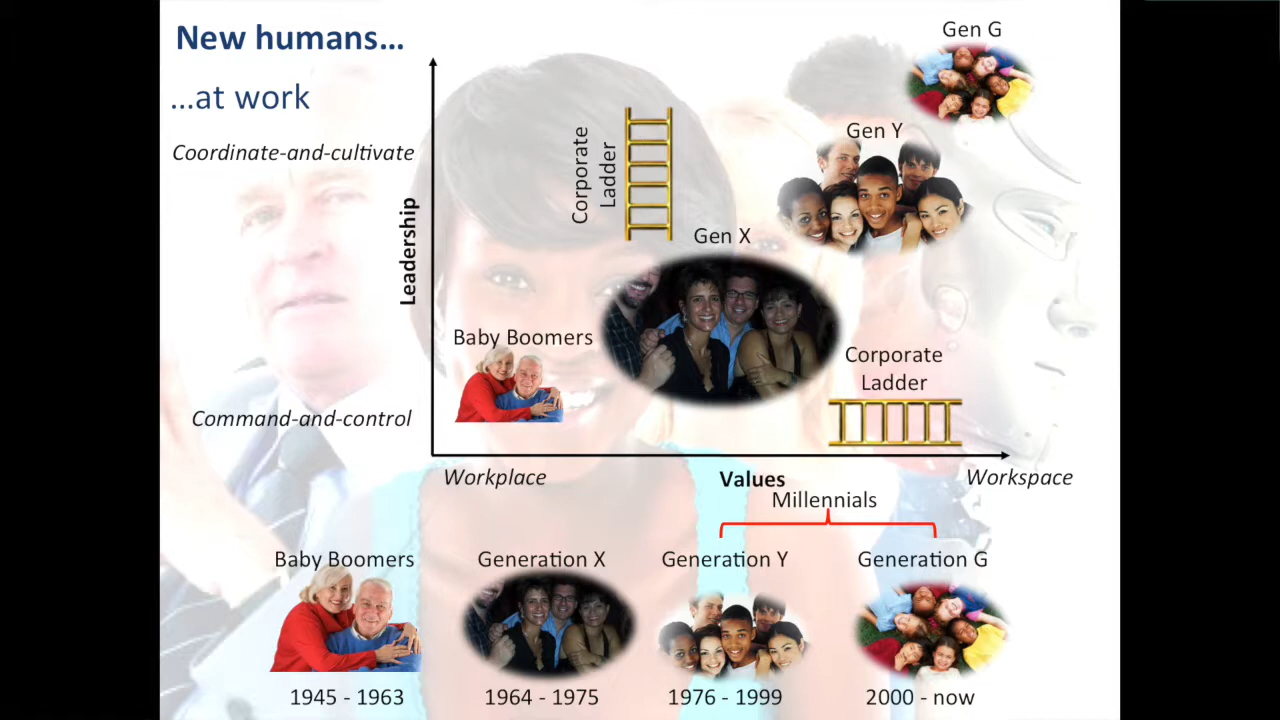 New humans...
...at work
Gen G
Gen Y
Coordinate-and-cultivate
Corporate
Ladder
Gen X
Leadership
Baby Boomers
Corporate
Ladder
Command-and-control
Workplace
Values
Workspace
Millennials
Baby Boomers
Generation X
Generation Y
Generation G
1945 - 1963
1964 - 1975
1976 - 1999
2000 - now